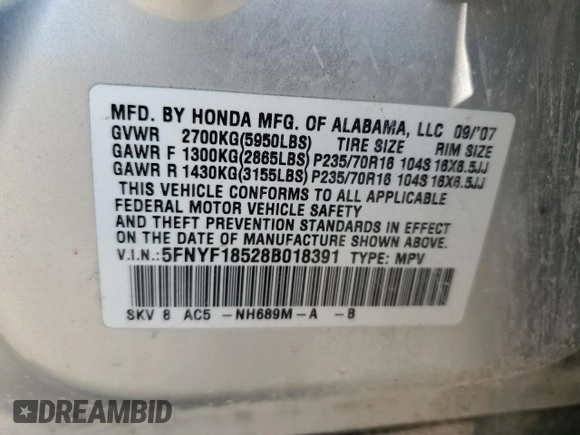 MFD. BY HONDA MFG. OF ALABAMA, LLC 09/'07
GVWR 2700KG(5950LBS) TIRE SIZE RIM SIZE
GAWR F 1300KG(2865LBS) P235/70R16 104S 16X6.5JJ
GAWR R 1430KG(3155LBS) P235/70R16 104S 16X6.5JJ
THIS VEHICLE CONFORMS TO ALL APPLICABLE
FEDERAL MOTOR VEHICLE SAFETY
AND THEFT PREVENTION STANDARDS IN EFFECT
ON THE DATE OF MANUFACTURE SHOWN ABOVE.
V.I.N.: 5FNYF18528B018391 TYPE: MPV
SKV 8 AC5 -NH689M-A -B
DREAMBID